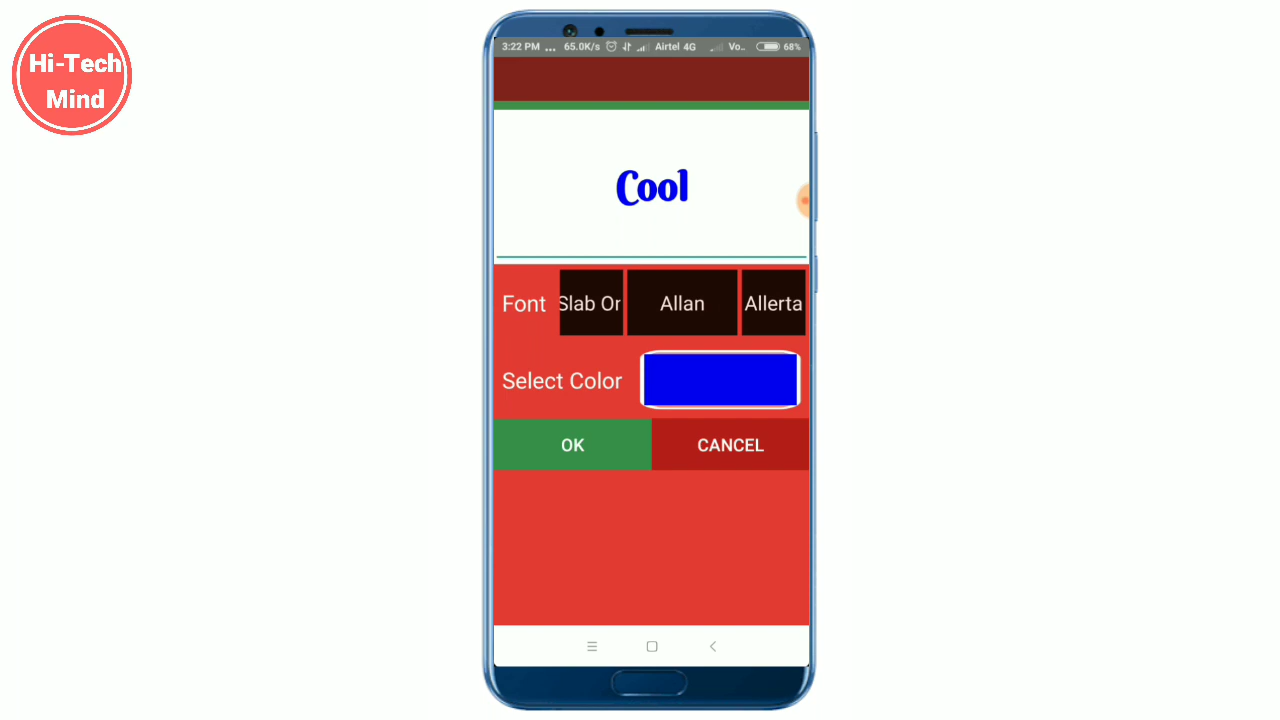 Hi-Tech
Mind
3:22 PM ... 65.0K/s Airtel 4G Vo.. 68%
Cool
Font Slab Or Allan Allerta
Select Color
OK CANCEL